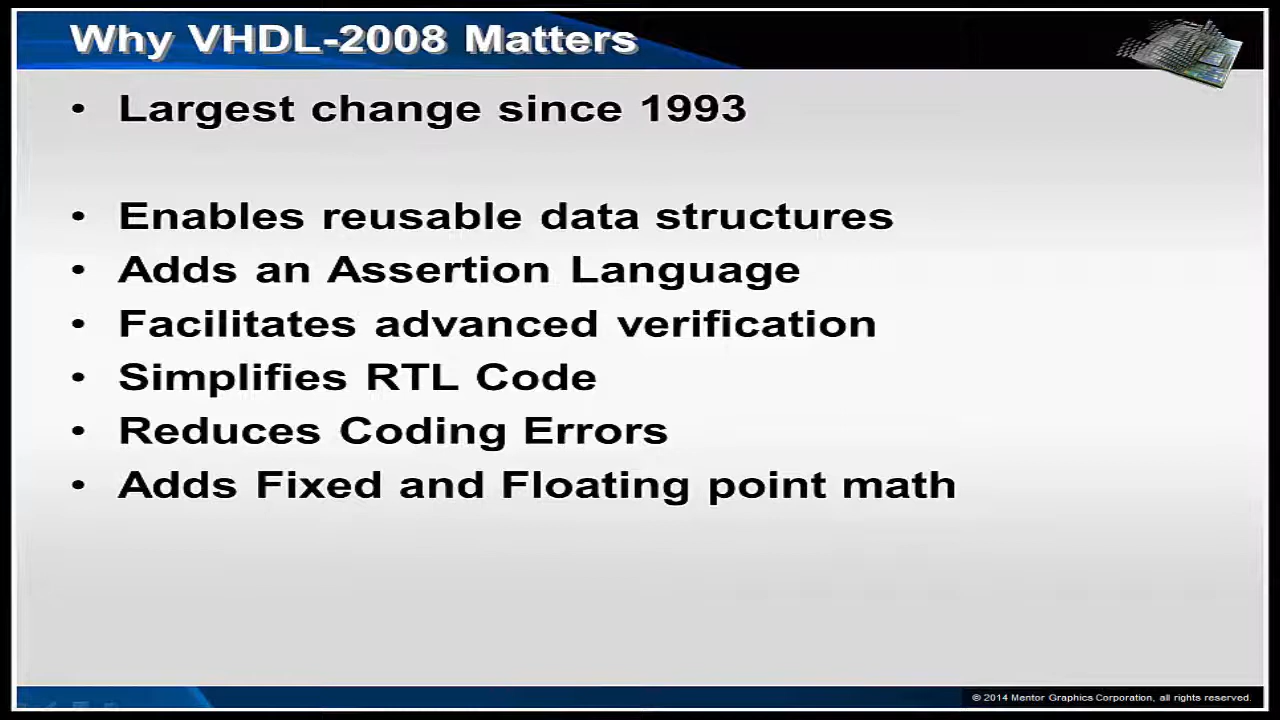 Why VHDL-2008 Matters
• Largest change since 1993
• Enables reusable data structures
• Adds an Assertion Language
• Facilitates advanced verification
• Simplifies RTL Code
• Reduces Coding Errors
• Adds Fixed and Floating point math
© 2014 Mentor Graphics Corporation, all rights reserved.